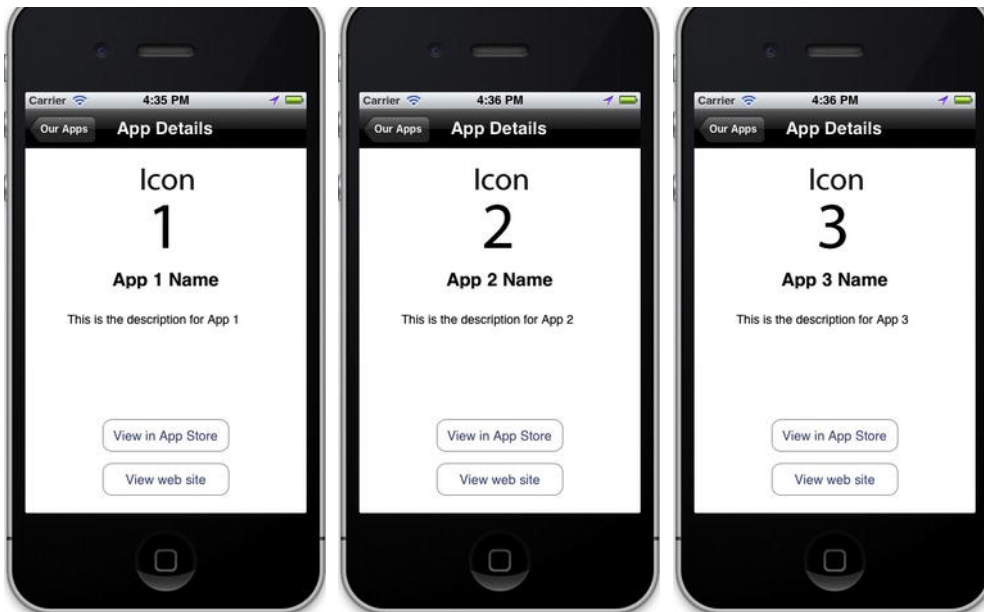 Carrier 4:35 PM
Our Apps App Details
Icon
1
App 1 Name
This is the description for App 1
View in App Store
View web site
Carrier 4:36 PM
Our Apps App Details
Icon
2
App 2 Name
This is the description for App 2
View in App Store
View web site
Carrier 4:36 PM
Our Apps App Details
Icon
3
App 3 Name
This is the description for App 3
View in App Store
View web site